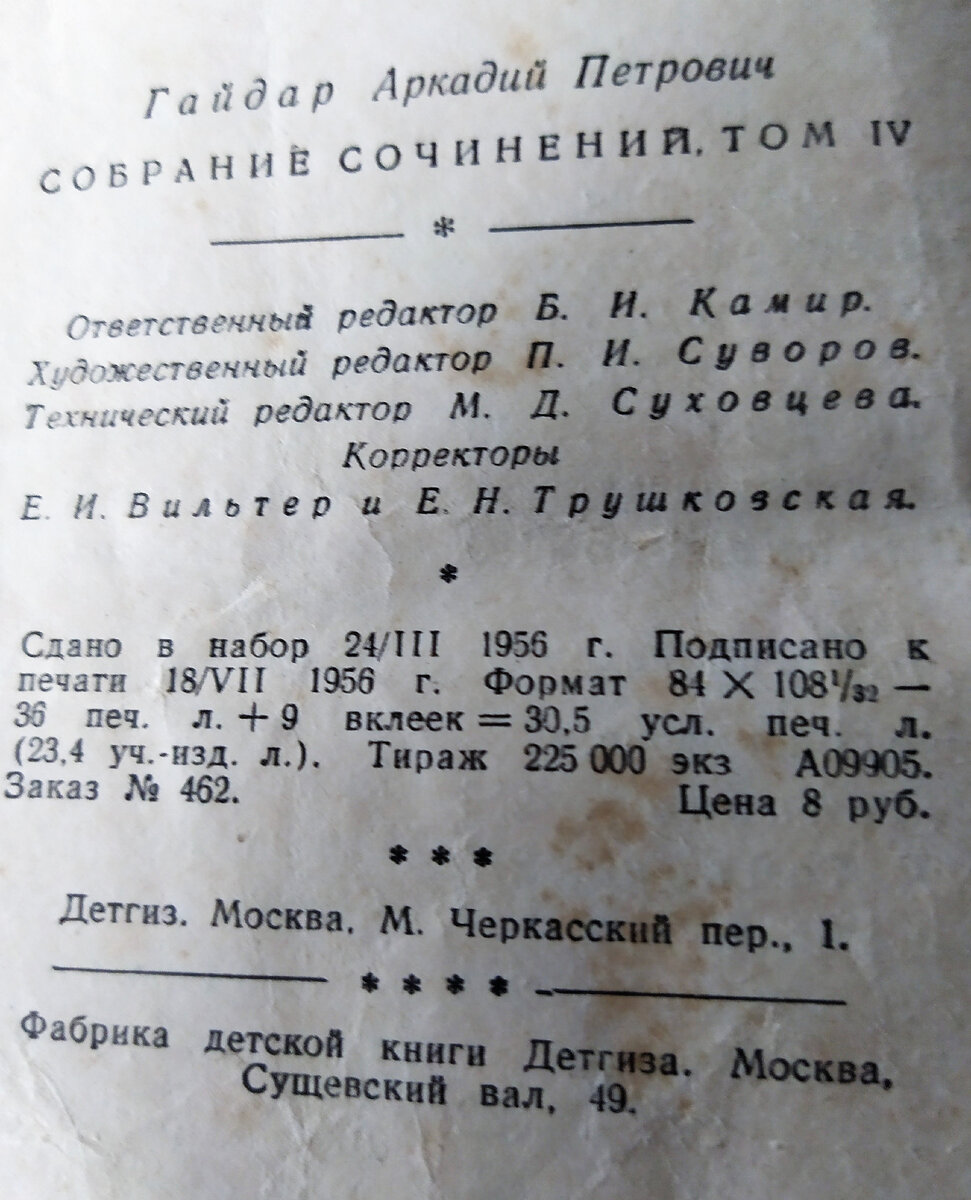 Гайдар Аркадий Петрович
СОБРАНИЕ СОЧИНЕНИЙ. ТОМ IV
*
Ответственный редактор Б. И. Камир.
Художественный редактор П. И. Суворов.
Технический редактор М. Д. Суховцева.
Корректоры
Е. И. Вильтер и Е. Н. Трушковская.
*
Сдано в набор 24/III 1956 г. Подписано к
печати 18/VII 1956 г. Формат 84 × 108¹/₃₂ —
36 печ. л. + 9 вклеек = 30,5 усл. печ. л.
(23,4 уч.-изд. л.). Тираж 225 000 экз А09905.
Заказ № 462. Цена 8 руб.
* * *
Детгиз. Москва, М. Черкасский пер., 1.
* * * *
Фабрика детской книги Детгиза. Москва,
Сущевский вал, 49.